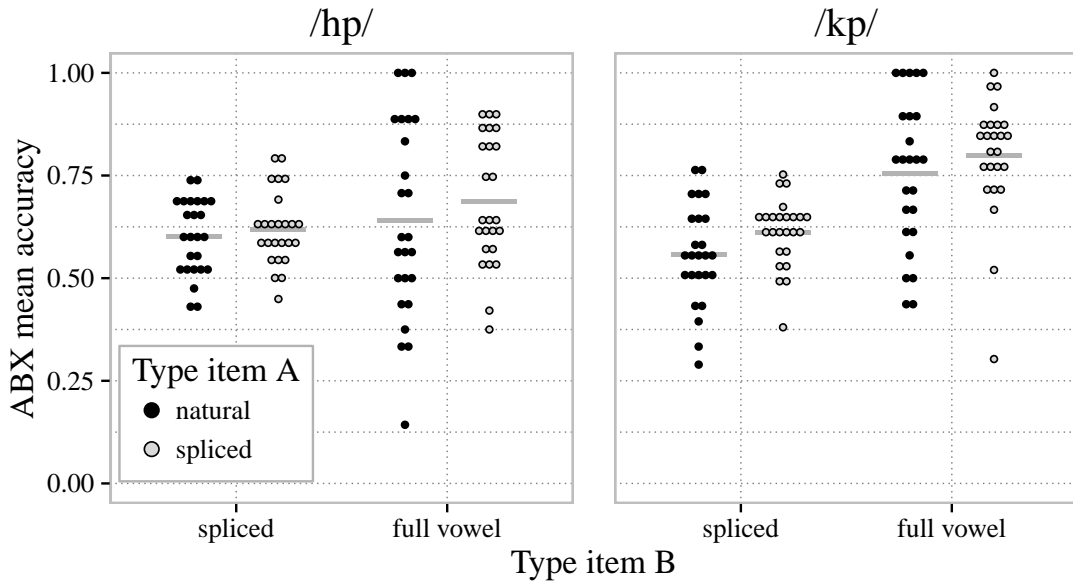 /hp/
/kp/
ABX mean accuracy
1.00
0.75
0.50
0.25
0.00
Type item A
natural
spliced
spliced
full vowel
spliced
full vowel
Type item B